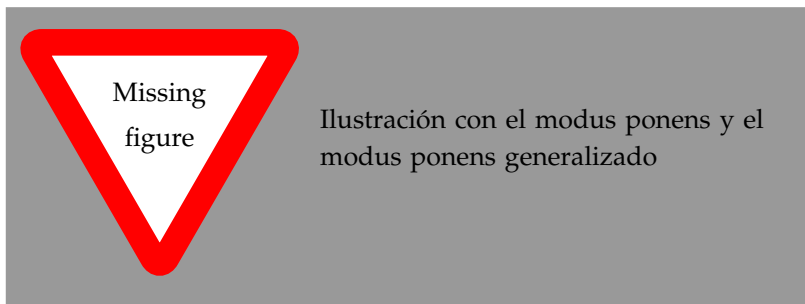 Missing
figure
Ilustración con el modus ponens y el
modus ponens generalizado